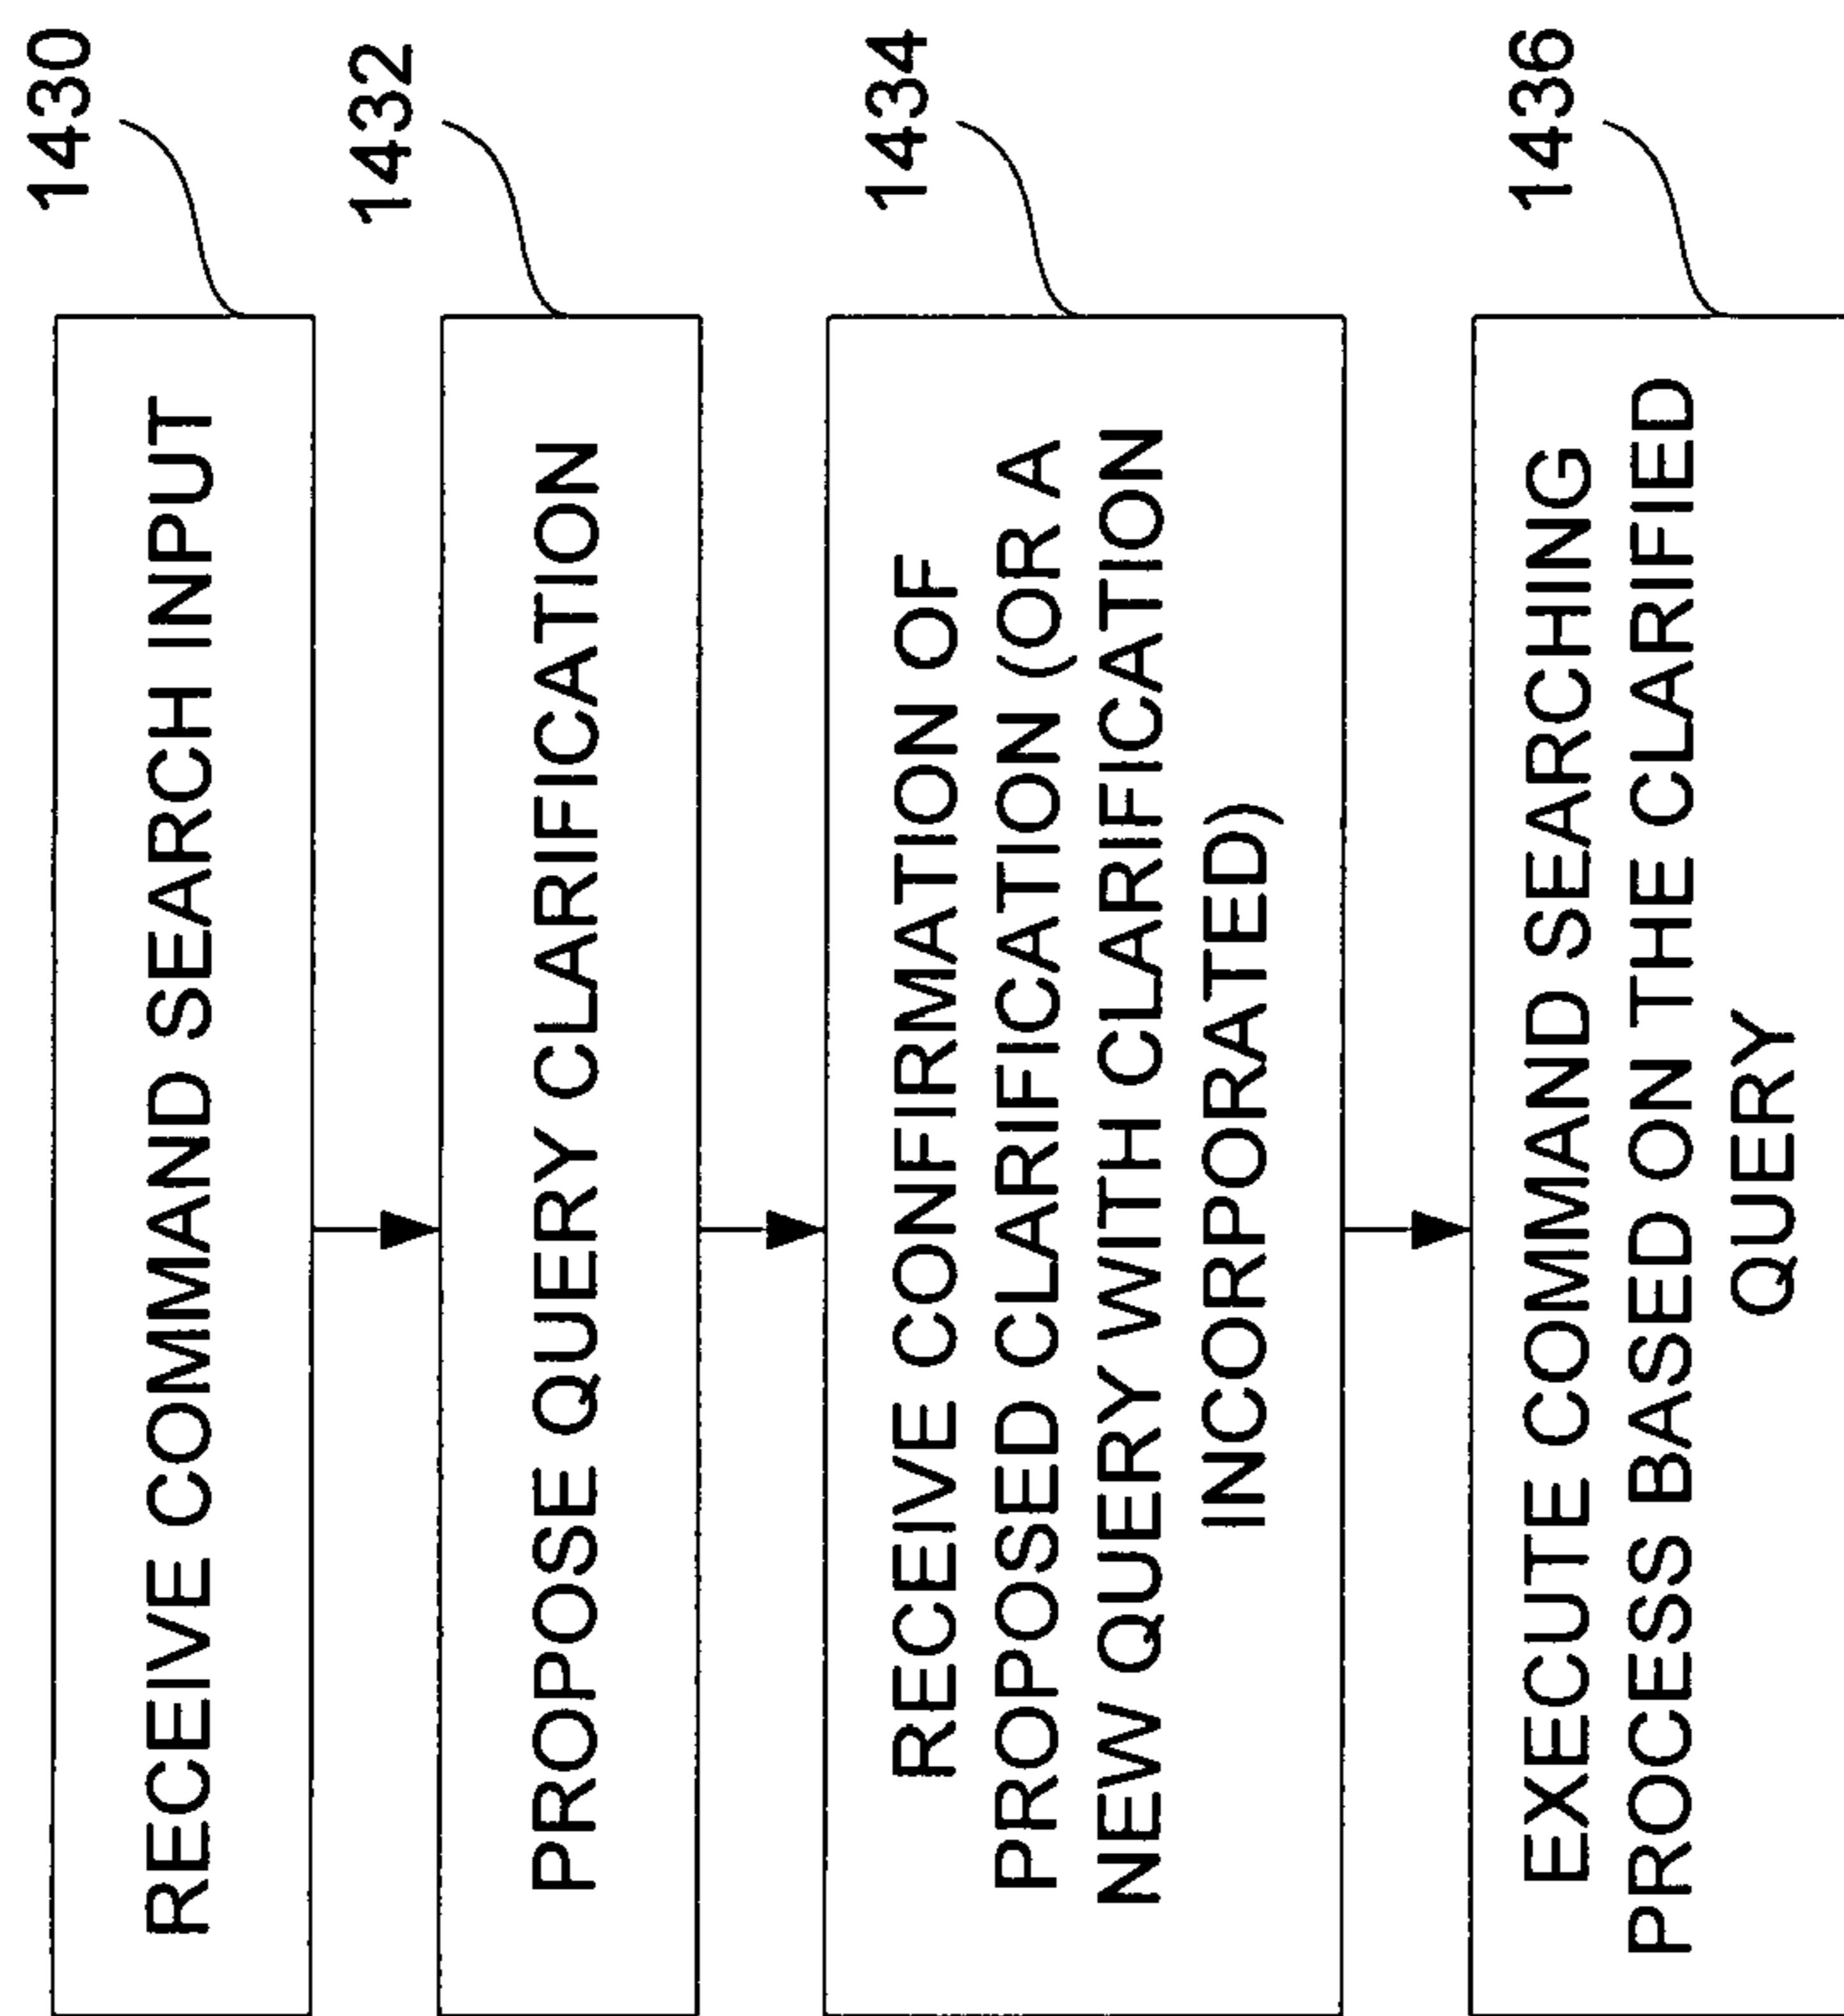 RECEIVE COMMAND SEARCH INPUT
1430
PROPOSE QUERY CLARIFICATION
1432
RECEIVE CONFIRMATION OF
PROPOSED CLARIFICATION (OR A
NEW QUERY WITH CLARIFICATION
INCORPORATED)
1434
EXECUTE COMMAND SEARCHING
PROCESS BASED ON THE CLARIFIED
QUERY
1436